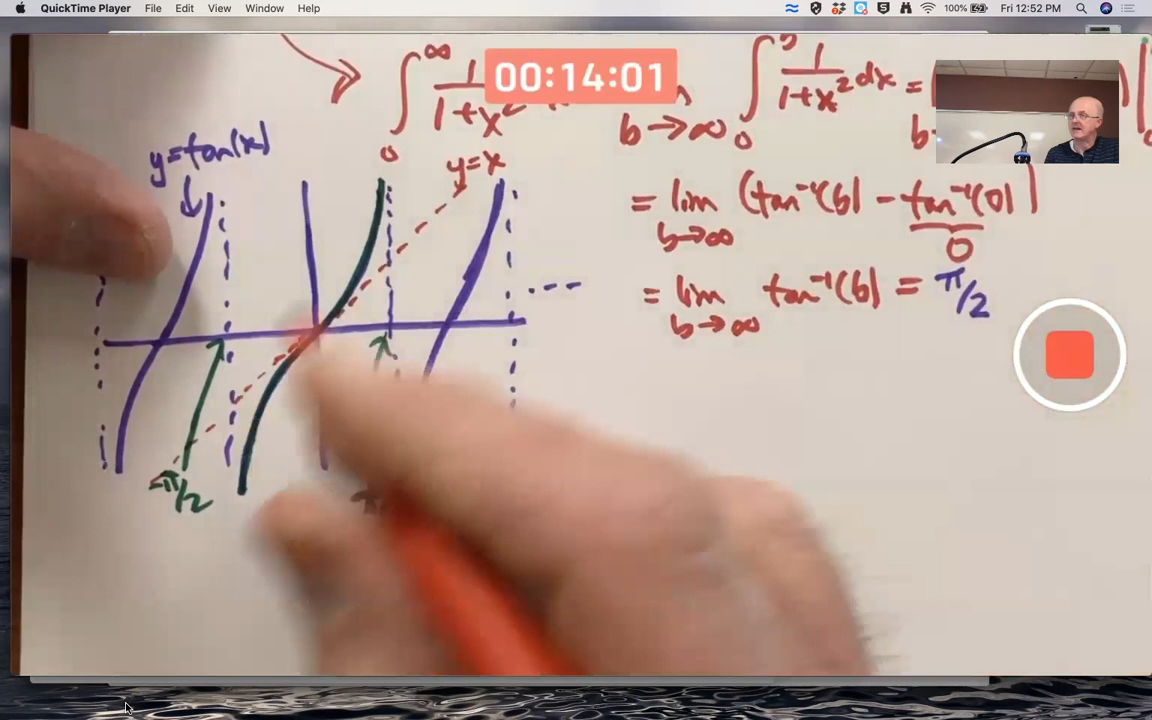 QuickTime Player File Edit View Window Help 100% Fri 12:52 PM
00:14:01
∫₀^∞ 1/(1+x²
b→∞ ∫₀ 1/(1+x²) dx =
y=tan(x)
y=x
= lim b→∞ (tan⁻¹(b) - tan⁻¹(0))
0
= lim b→∞ tan⁻¹(b) = π/2
-π/2